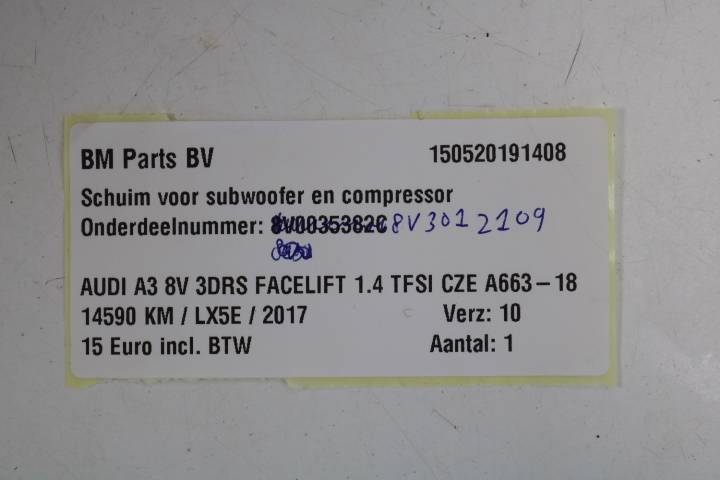 BM Parts BV 150520191408
Schuim voor subwoofer en compressor
Onderdeelnummer: 8V0035382C 8V3012109
AUDI A3 8V 3DRS FACELIFT 1.4 TFSI CZE A663-18
14590 KM / LX5E / 2017 Verz: 10
15 Euro incl. BTW Aantal: 1